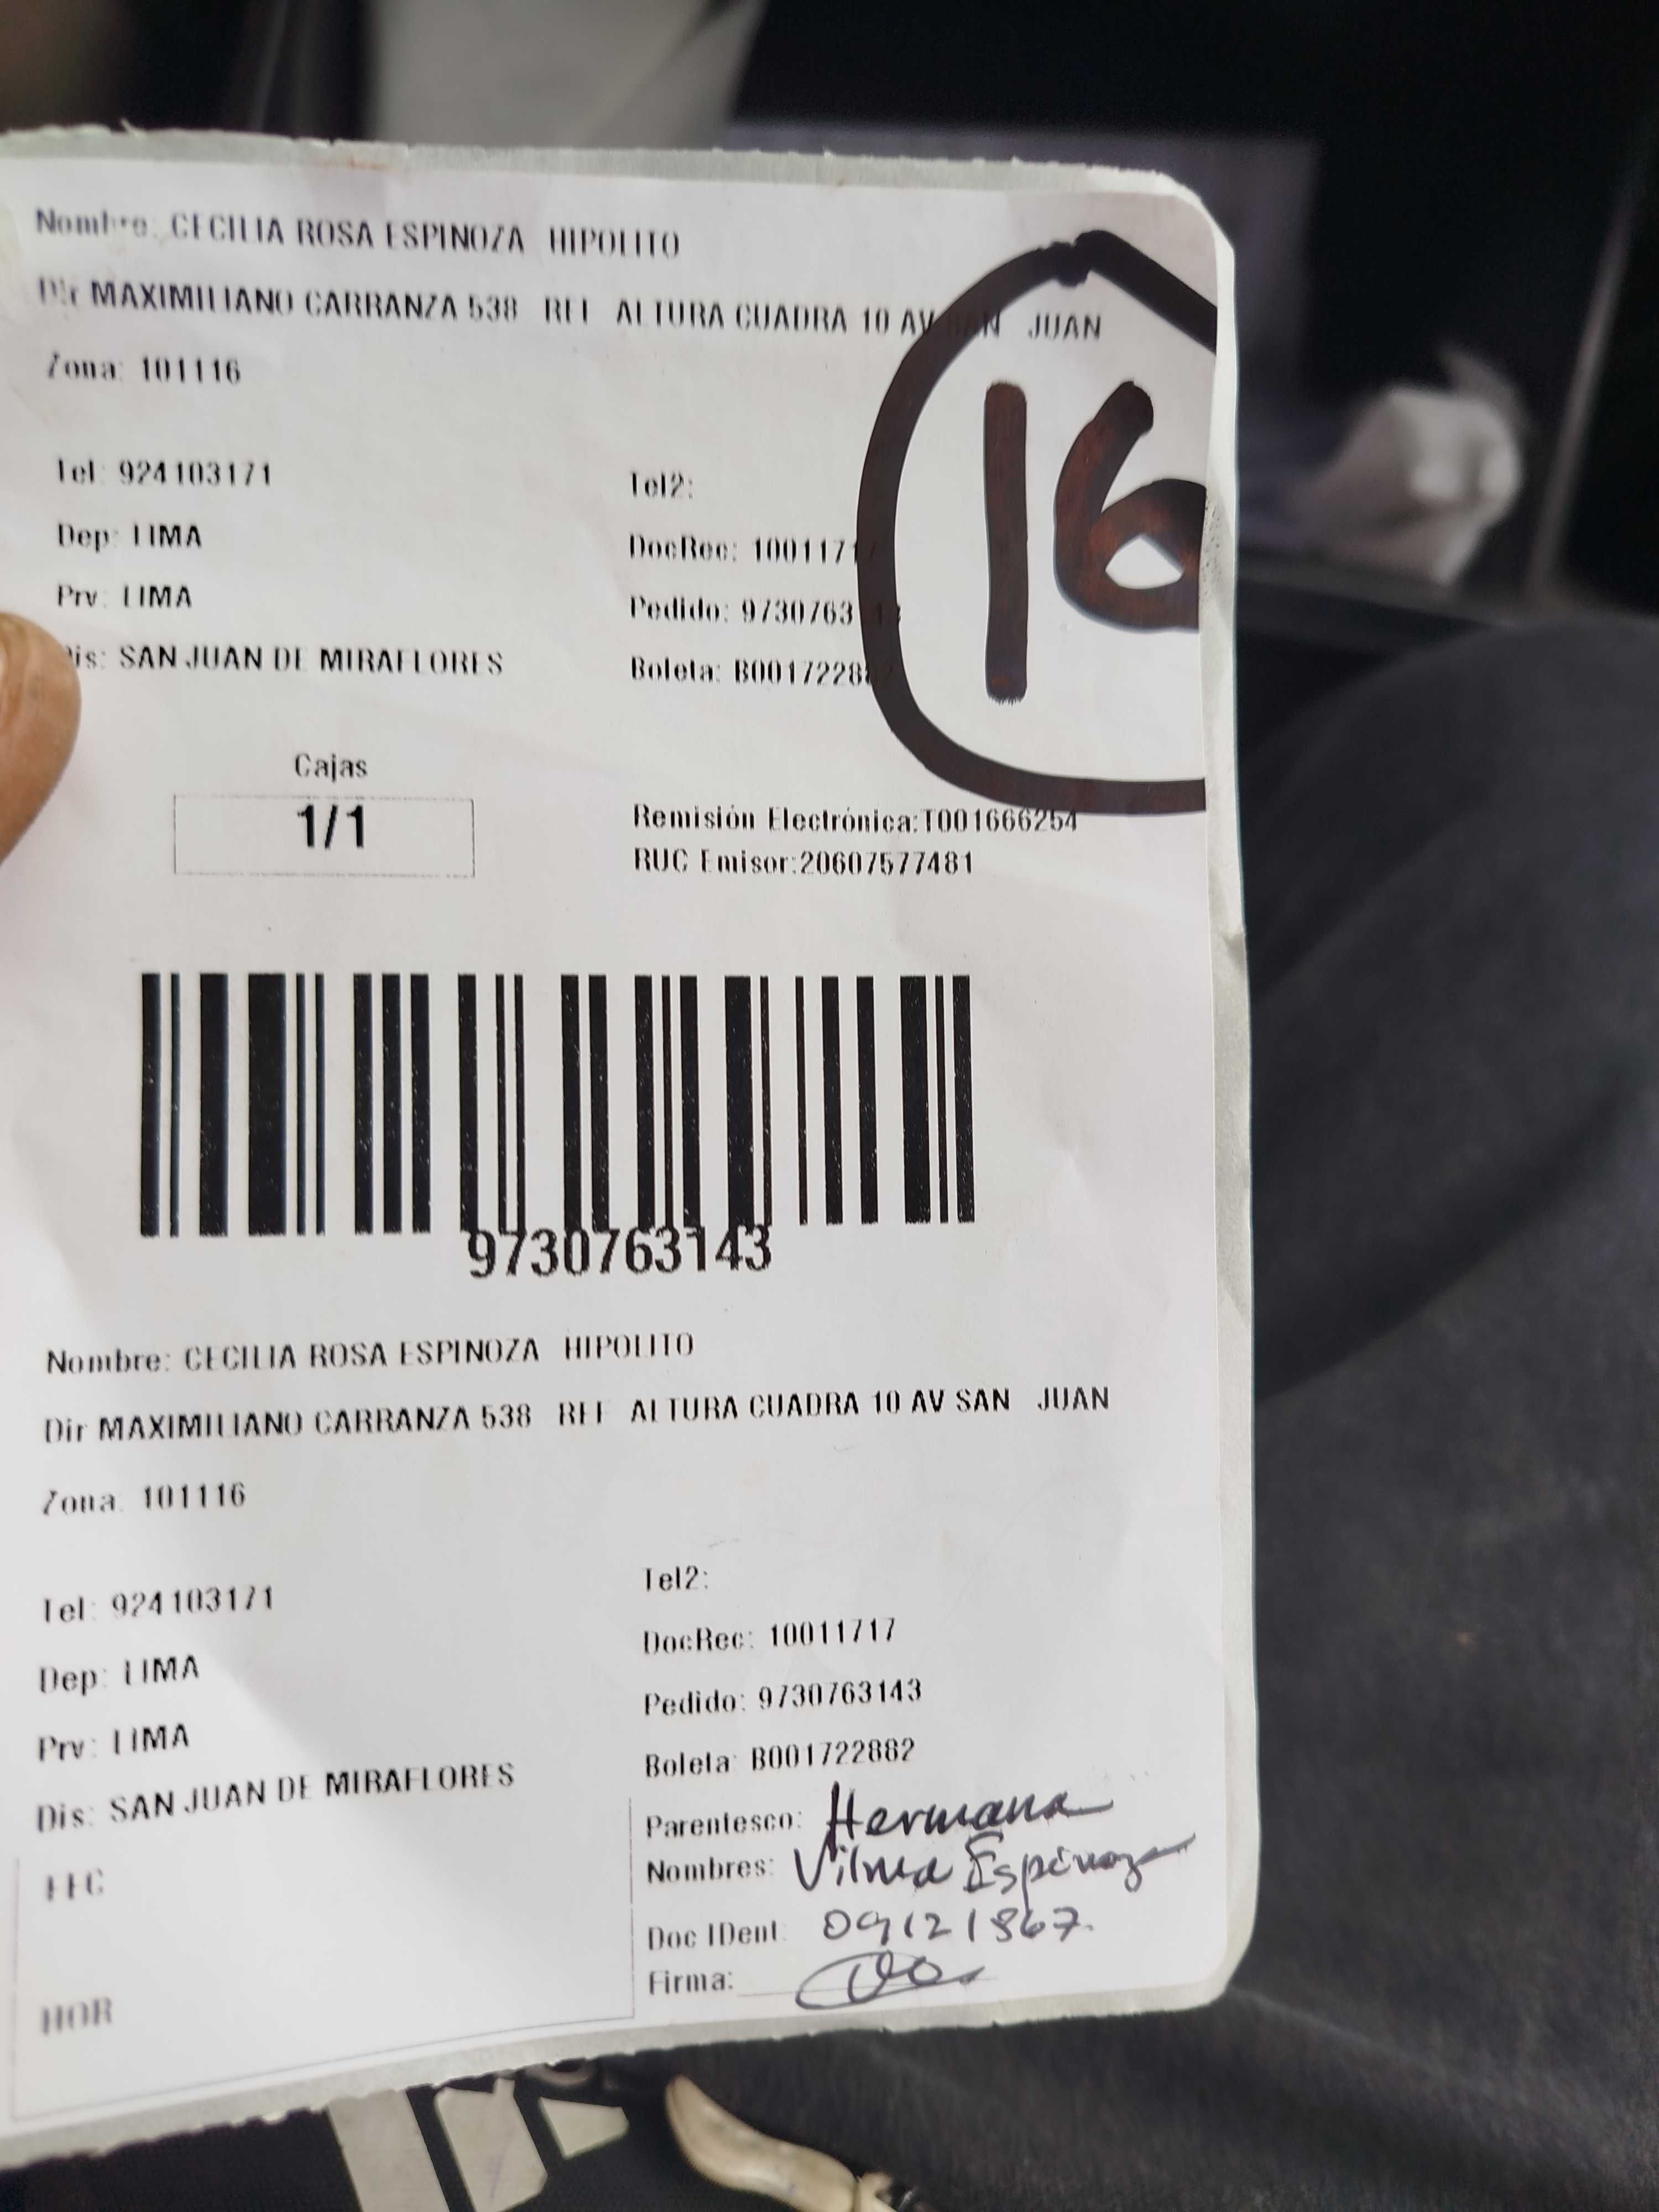 Nombre: CECILIA ROSA ESPINOZA HIPOLITO
Dir MAXIMILIANO CARRANZA 538 REF ALTURA CUADRA 10 AV SAN JUAN
Zona: 101116
16
Tel: 924103171
Tel2:
Dep: LIMA
DocRec: 10011717
Prv: LIMA
Pedido: 9730763143
Dis: SAN JUAN DE MIRAFLORES
Boleta: B001722882
Cajas
1/1
Remisión Electrónica:T001666254
RUC Emisor:20607577481
9730763143
Nombre: CECILIA ROSA ESPINOZA HIPOLITO
Dir MAXIMILIANO CARRANZA 538 REF ALTURA CUADRA 10 AV SAN JUAN
Zona: 101116
Tel: 924103171
Tel2:
Dep: LIMA
DocRec: 10011717
Prv: LIMA
Pedido: 9730763143
Dis: SAN JUAN DE MIRAFLORES
Boleta: B001722882
Parentesco: Hermana
Nombres: Vilma Espinoza
Doc IDent: 09121867.
Firma:
FEC
HOR